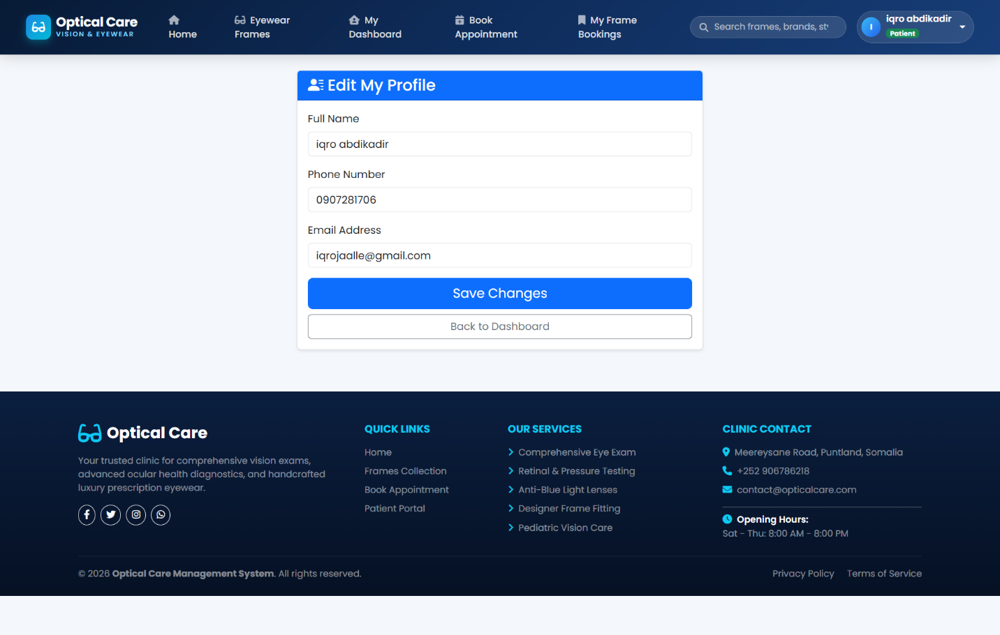 Optical Care
VISION & EYEWEAR
Home
Eyewear
Frames
My
Dashboard
Book
Appointment
My Frame
Bookings
Search frames, brands, sty
I
iqro abdikadir
Patient
Edit My Profile
Full Name
iqro abdikadir
Phone Number
0907281706
Email Address
iqrojaalle@gmail.com
Save Changes
Back to Dashboard
Optical Care
Your trusted clinic for comprehensive vision exams,
advanced ocular health diagnostics, and handcrafted
luxury prescription eyewear.
QUICK LINKS
Home
Frames Collection
Book Appointment
Patient Portal
OUR SERVICES
Comprehensive Eye Exam
Retinal & Pressure Testing
Anti-Blue Light Lenses
Designer Frame Fitting
Pediatric Vision Care
CLINIC CONTACT
Meereysane Road, Puntland, Somalia
+252 906786218
contact@opticalcare.com
Opening Hours:
Sat - Thu: 8:00 AM - 8:00 PM
© 2026 Optical Care Management System. All rights reserved.
Privacy Policy Terms of Service